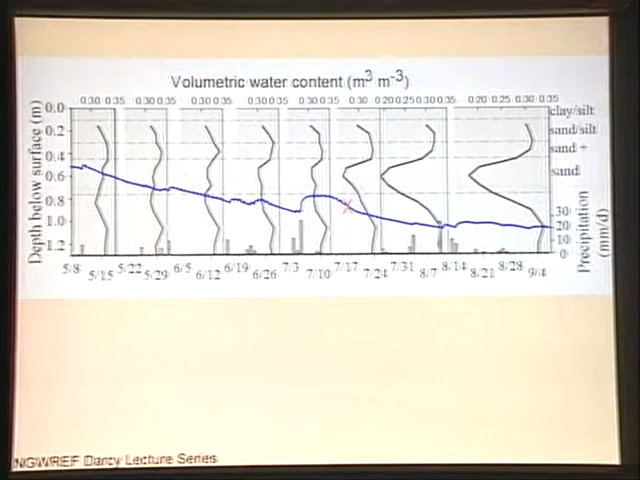 Volumetric water content (m3 m-3)
0.30 0.35 0.30 0.35 0.30 0.35 0.30 0.35 0.30 0.35 0.30 0.20 0.25 0.30 0.35 0.20 0.25 0.30 0.35
Depth below surface (m)
0.0
0.2
0.4
0.6
0.8
1.0
1.2
clay/silt
sand/silt
sand +
sand
30
20
10
0
Precipitation
(mm/d)
5/8 5/15 5/22 5/29 6/5 6/12 6/19 6/26 7/3 7/10 7/17 7/24 7/31 8/7 8/14 8/21 8/28 9/4
NGWREF Darcy Lecture Series